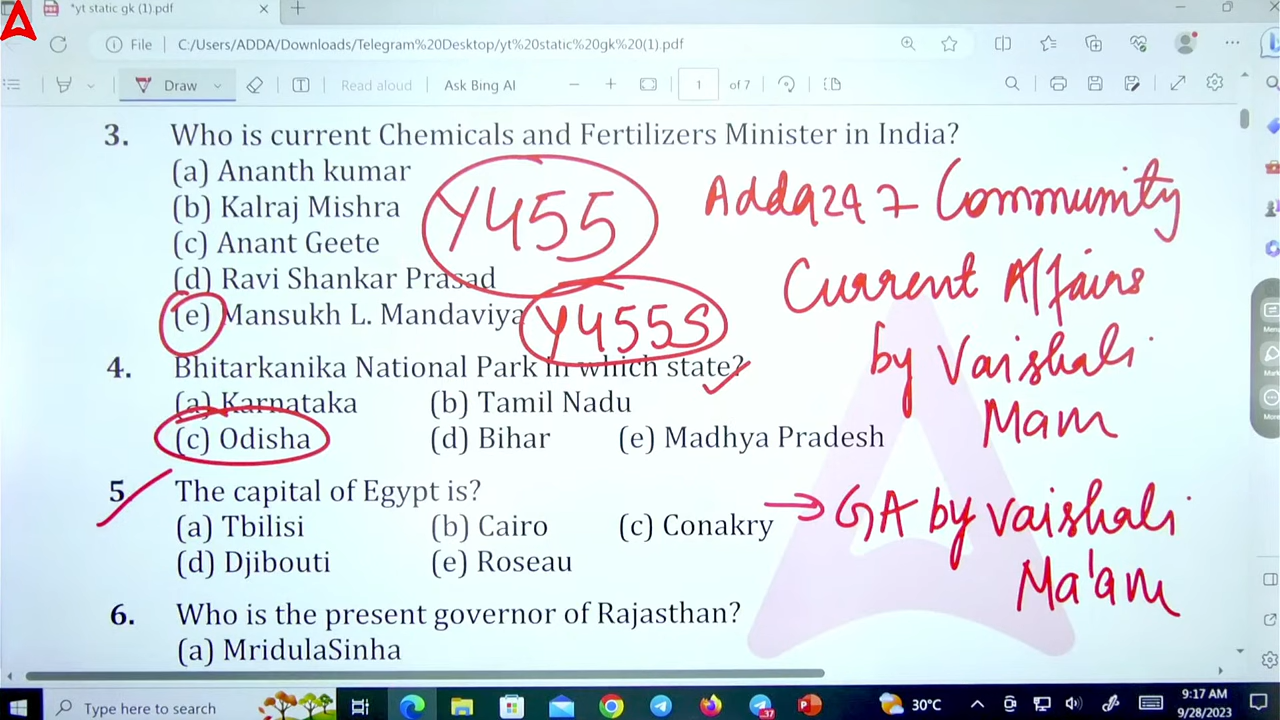 *yt static gk (1).pdf
File C:/Users/ADDA/Downloads/Telegram%20Desktop/yt%20static%20gk%20(1).pdf
Draw Read aloud Ask Bing AI 1 of 7
3. Who is current Chemicals and Fertilizers Minister in India?
(a) Ananth kumar
(b) Kalraj Mishra
(c) Anant Geete
(d) Ravi Shankar Prasad
(e) Mansukh L. Mandaviya
Y455
Y455S
Adda247 Community
Current Affairs
by Vaishali
Mam
4. Bhitarkanika National Park in which state?
(a) Karnataka (b) Tamil Nadu
(c) Odisha (d) Bihar (e) Madhya Pradesh
5 The capital of Egypt is?
(a) Tbilisi (b) Cairo (c) Conakry
(d) Djibouti (e) Roseau
→ GA by Vaishali
Ma'am
6. Who is the present governor of Rajasthan?
(a) MridulaSinha
Type here to search 37 30°C 9:17 AM
9/28/2023